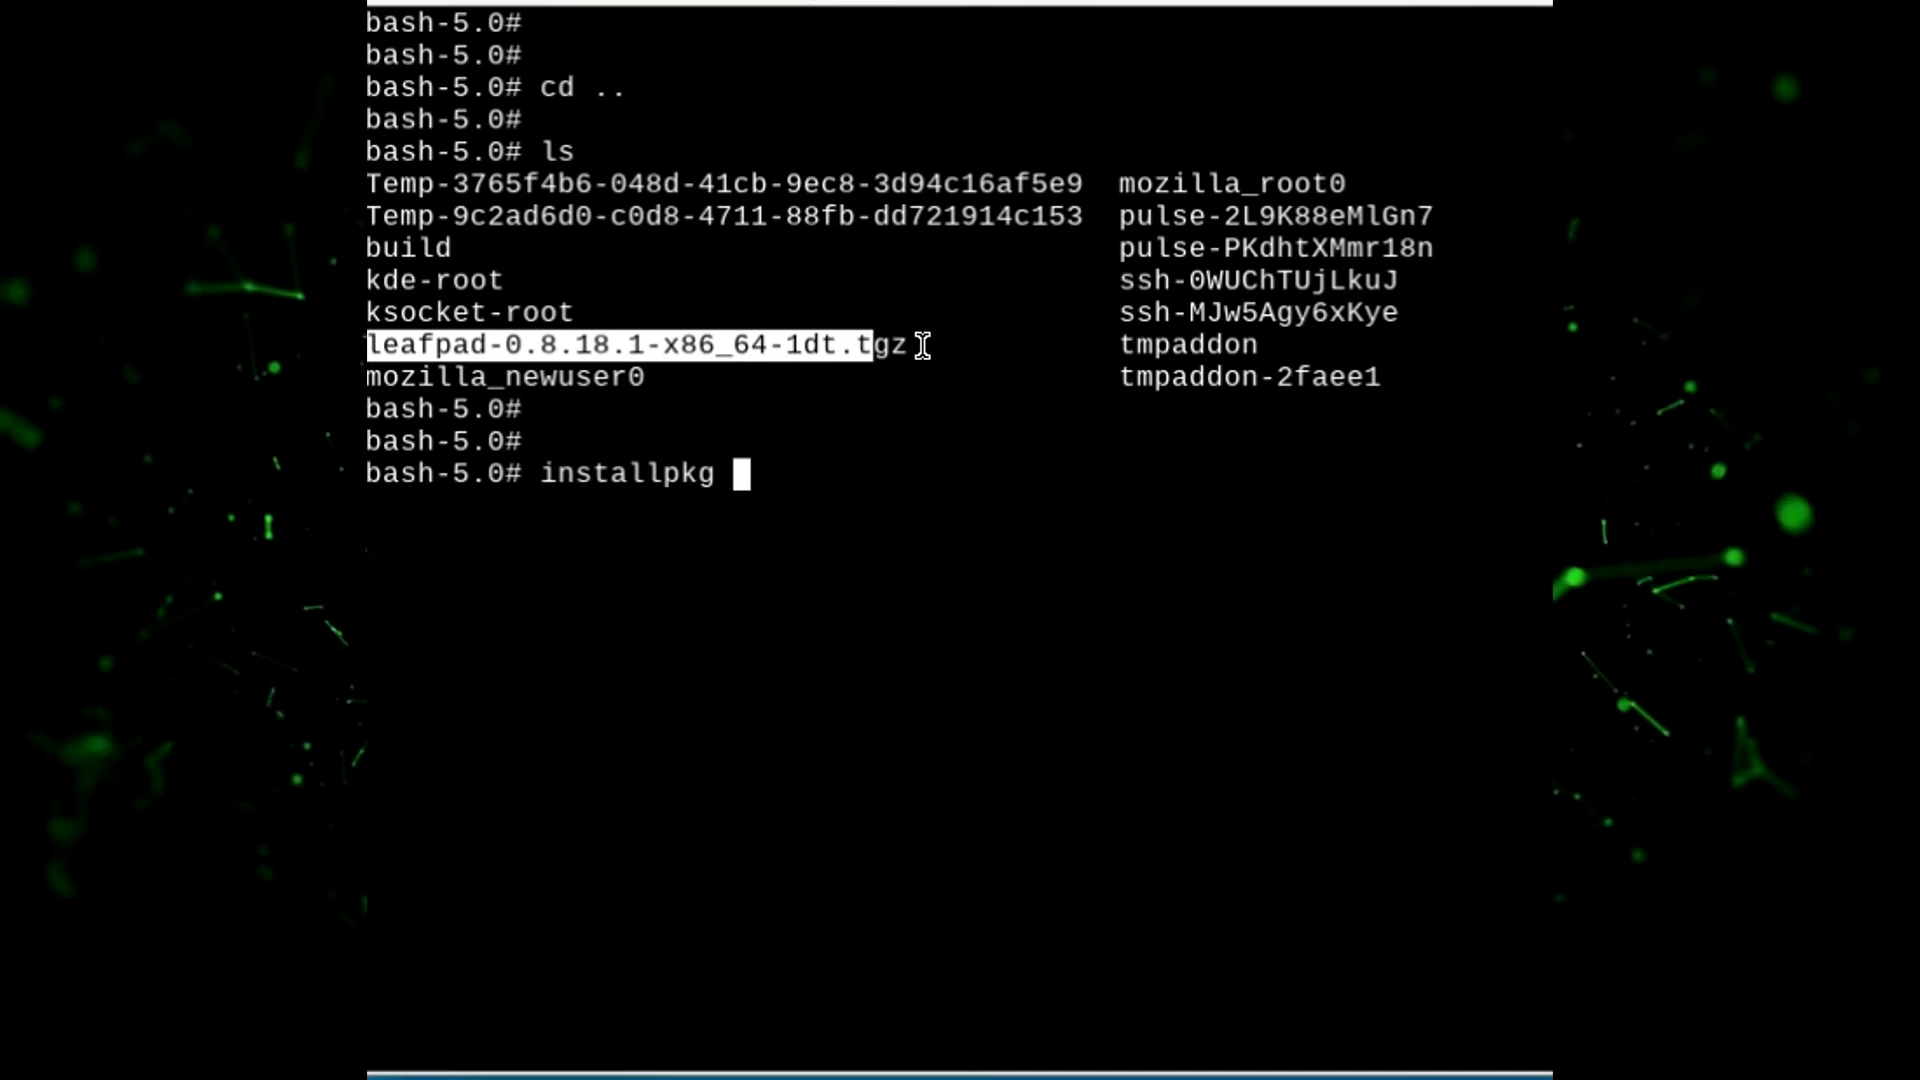 bash-5.0#
bash-5.0#
bash-5.0# cd ..
bash-5.0#
bash-5.0# ls
Temp-3765f4b6-048d-41cb-9ec8-3d94c16af5e9  mozilla_root0
Temp-9c2ad6d0-c0d8-4711-88fb-dd721914c153  pulse-2L9K88eMlGn7
build  pulse-PKdhtXMmr18n
kde-root  ssh-0WUChTUjLkuJ
ksocket-root  ssh-MJw5Agy6xKye
leafpad-0.8.18.1-x86_64-1dt.tgz  tmpaddon
mozilla_newuser0  tmpaddon-2faee1
bash-5.0#
bash-5.0#
bash-5.0# installpkg